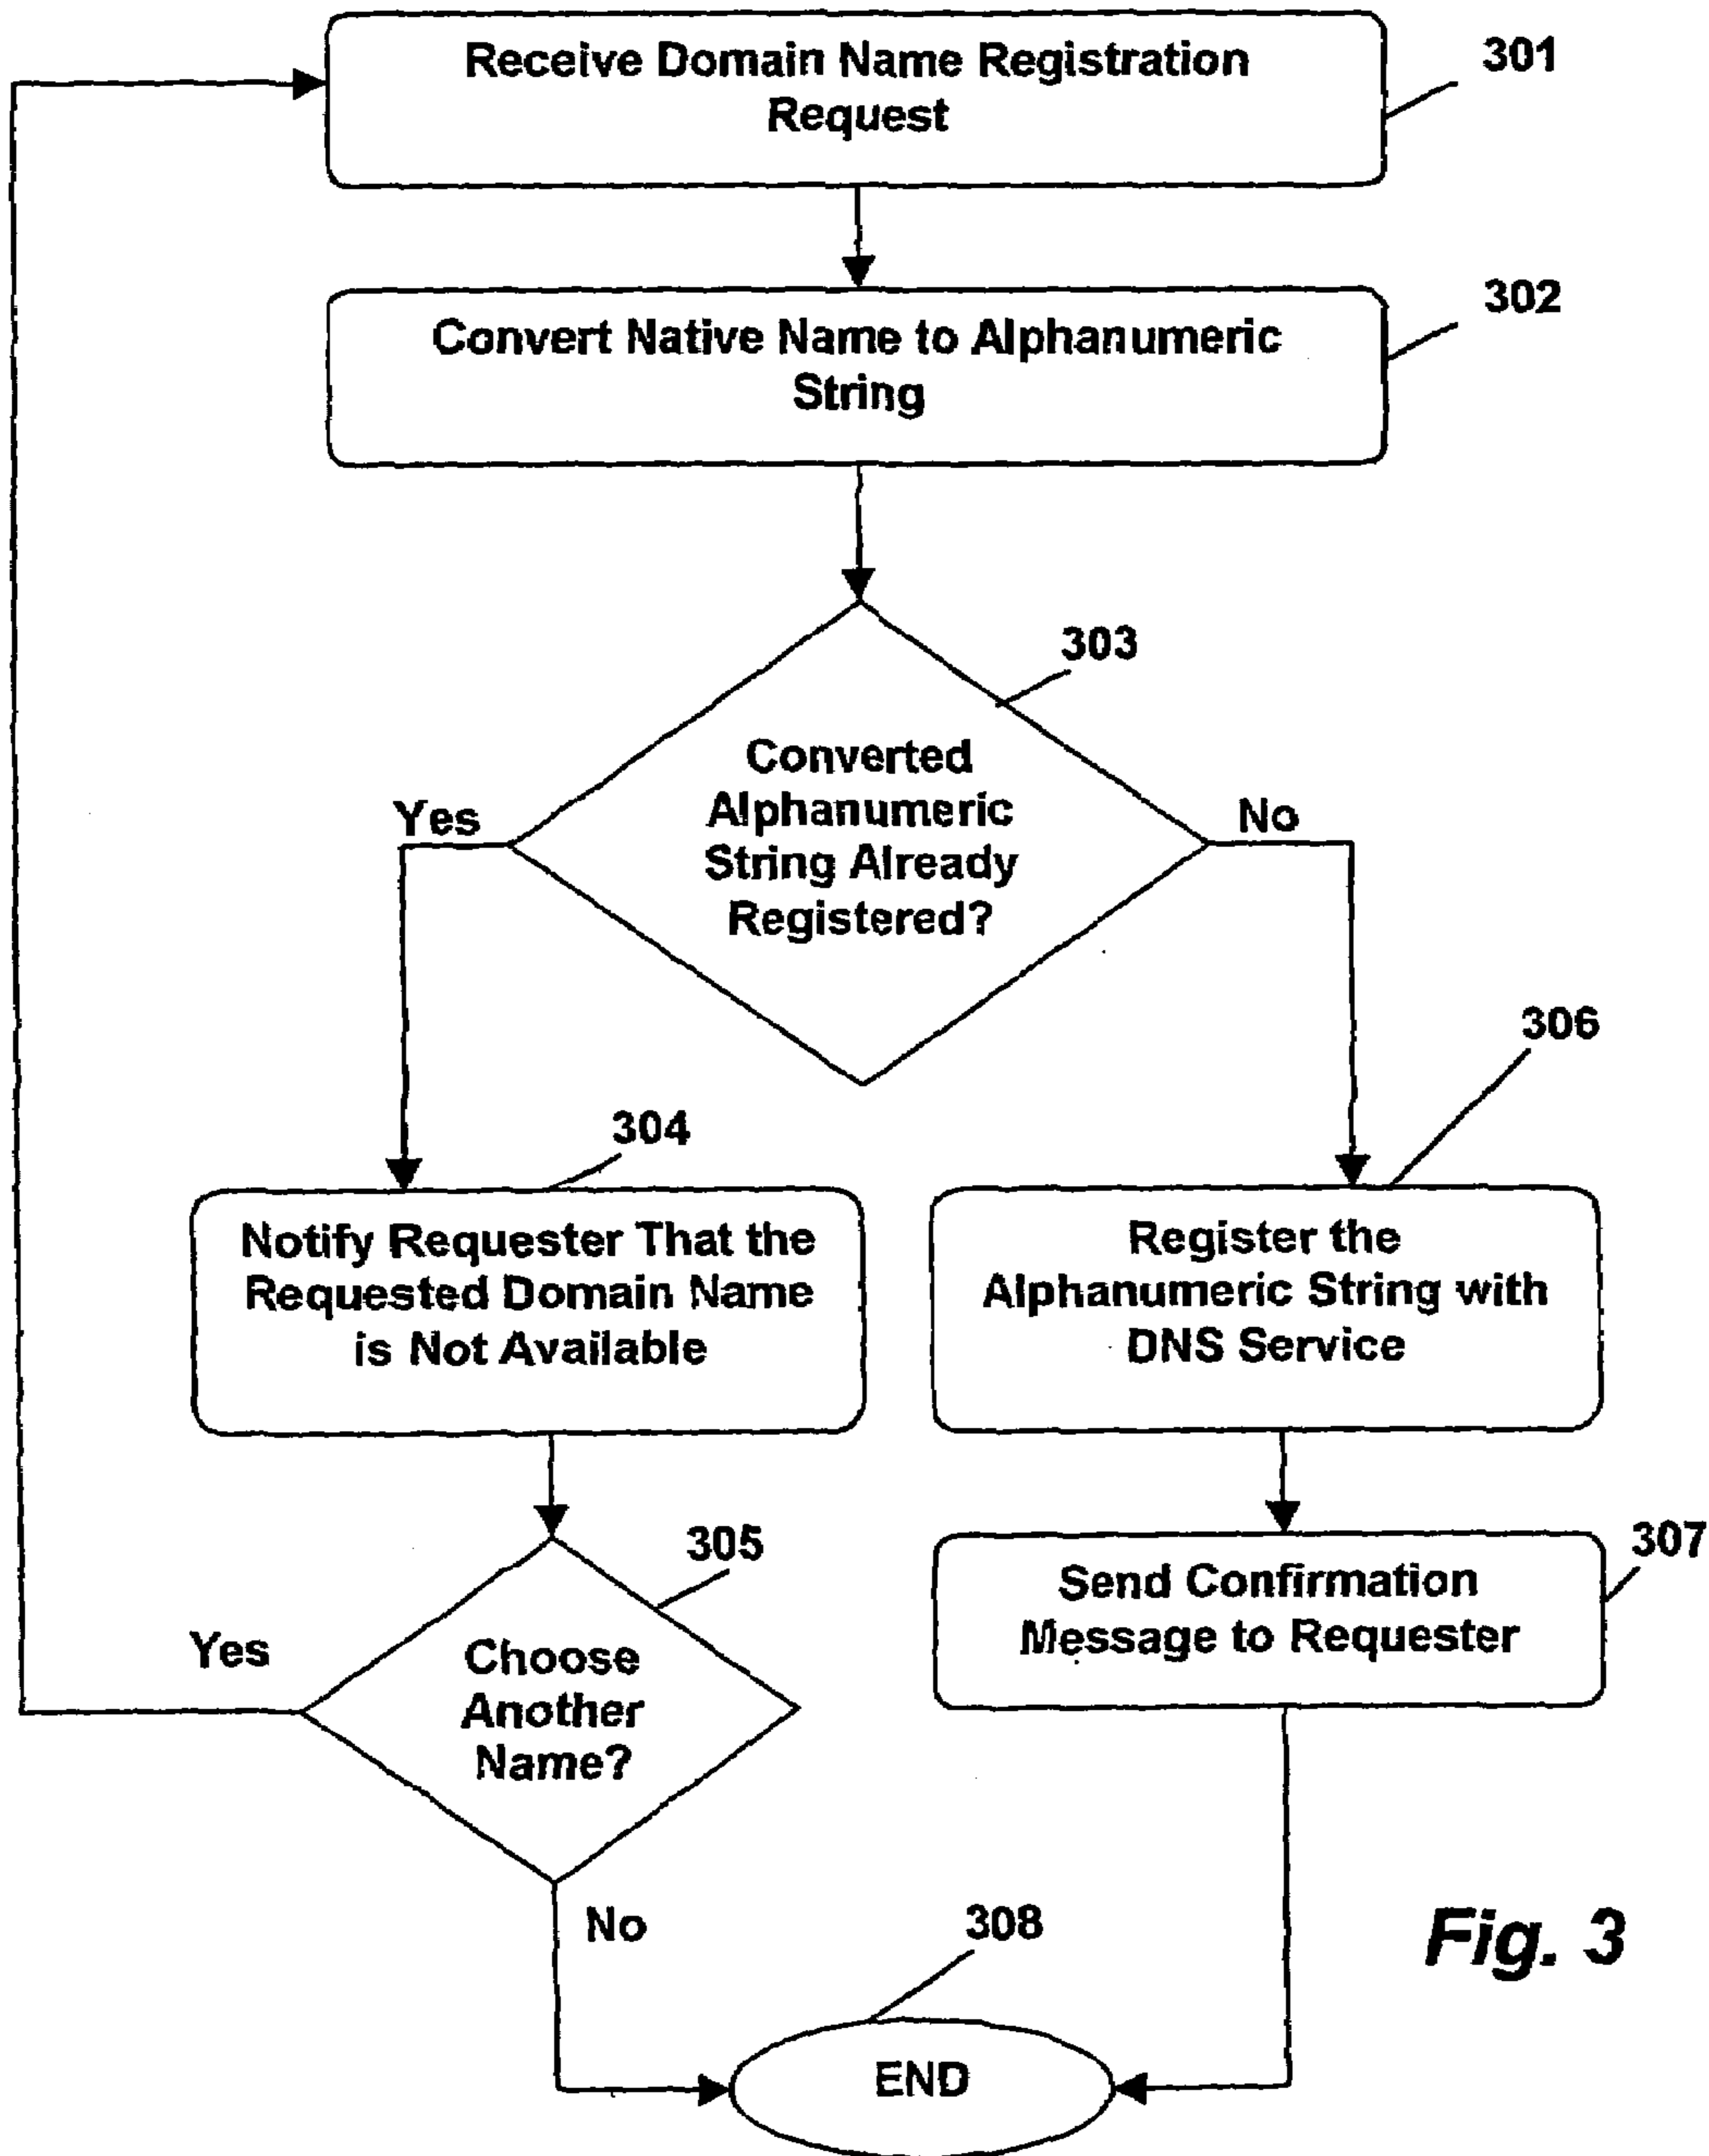 Receive Domain Name Registration
Request
301
Convert Native Name to Alphanumeric
String
302
303
Converted
Alphanumeric
String Already
Registered?
Yes
No
304
Notify Requester That the
Requested Domain Name
is Not Available
306
Register the
Alphanumeric String with
DNS Service
305
Choose
Another
Name?
Yes
No
307
Send Confirmation
Message to Requester
308
END
Fig. 3